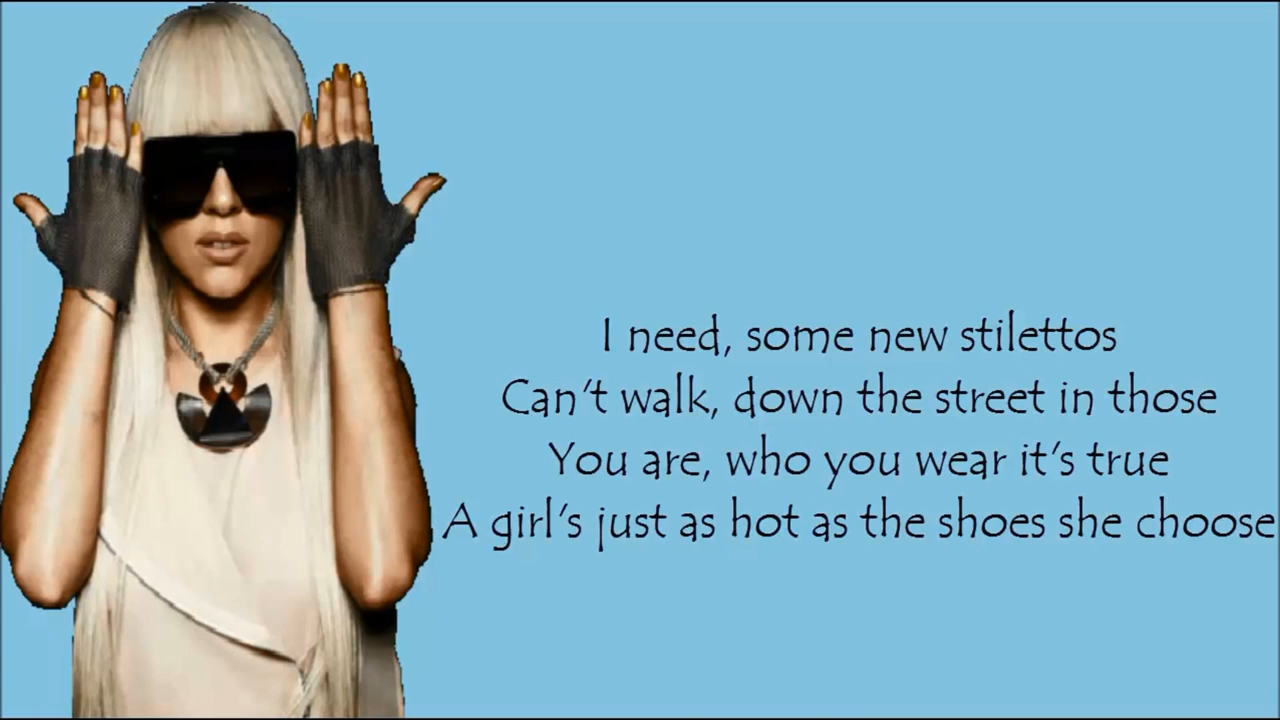 I need, some new stilettos
Can't walk, down the street in those
You are, who you wear it's true
A girl's just as hot as the shoes she choose